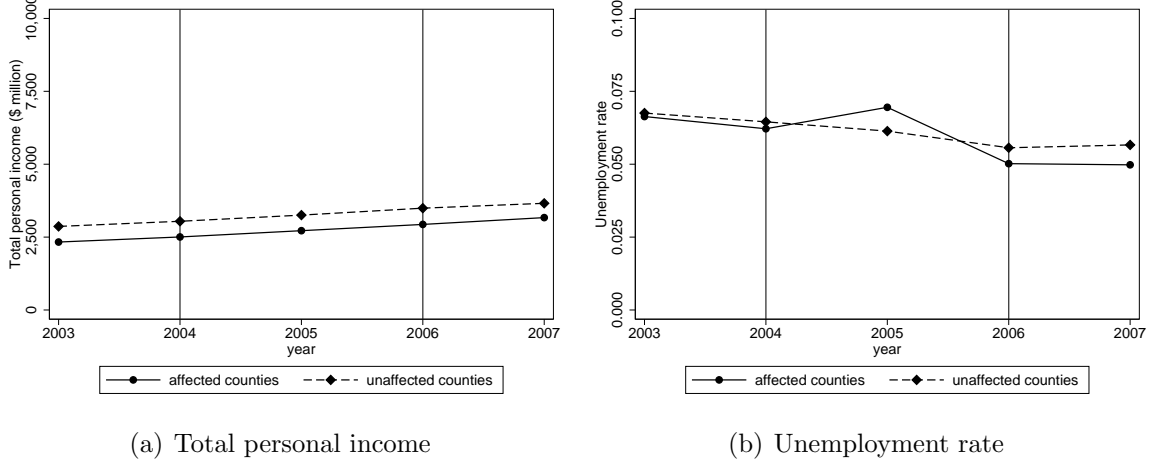 Total personal income ($ million)
10,000
7,500
5,000
2,500
0
2003 2004 2005 2006 2007
year
affected counties unaffected counties
(a) Total personal income
Unemployment rate
0.100
0.075
0.050
0.025
0.000
2003 2004 2005 2006 2007
year
affected counties unaffected counties
(b) Unemployment rate